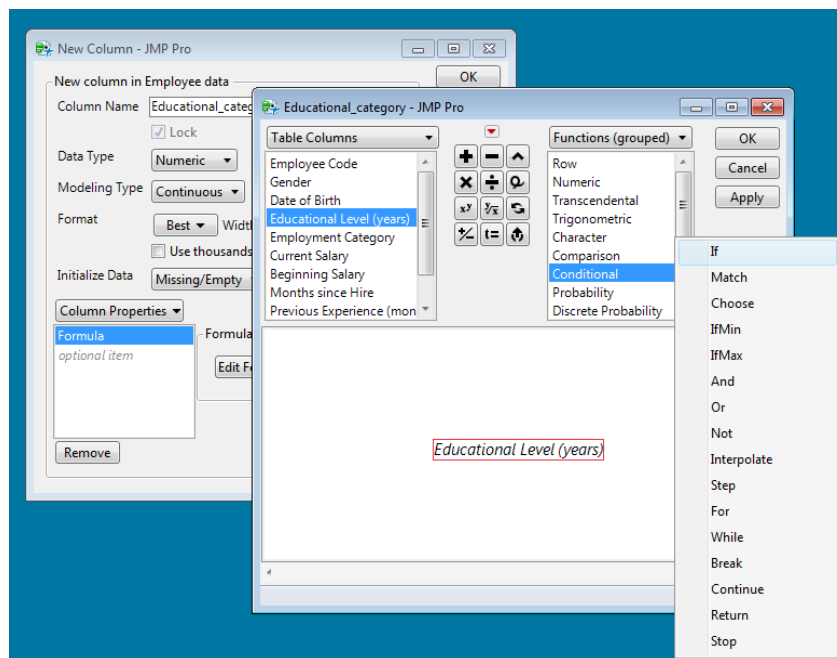 New Column - JMP Pro
New column in Employee data
OK
Column Name
Educational_categ
Lock
Data Type
Numeric
Modeling Type
Continuous
Format
Best
Widt
Use thousands
Initialize Data
Missing/Empty
Column Properties
Formula
optional item
Formula
Edit Fo
Remove
Educational_category - JMP Pro
Table Columns
Employee Code
Gender
Date of Birth
Educational Level (years)
Employment Category
Current Salary
Beginning Salary
Months since Hire
Previous Experience (mon
xʸ
ʸ√x
+/-
t=
Functions (grouped)
Row
Numeric
Transcendental
Trigonometric
Character
Comparison
Conditional
Probability
Discrete Probability
OK
Cancel
Apply
Educational Level (years)
If
Match
Choose
IfMin
IfMax
And
Or
Not
Interpolate
Step
For
While
Break
Continue
Return
Stop